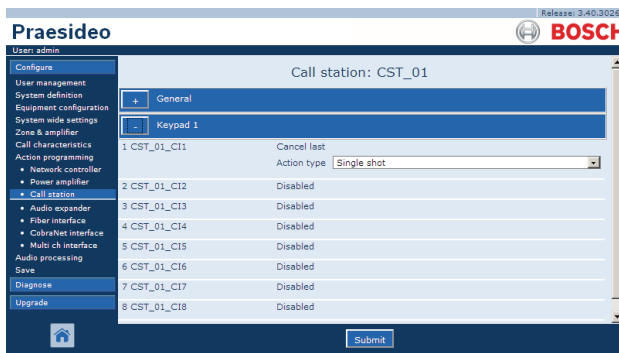 Release: 3.40.3026
Praesideo
BOSCH
User: admin
Configure
User management
System definition
Equipment configuration
System wide settings
Zone & amplifier
Call characteristics
Action programming
• Network controller
• Power amplifier
• Call station
• Audio expander
• Fiber interface
• CobraNet interface
• Multi ch interface
Audio processing
Save
Diagnose
Upgrade
Call station: CST_01
+ General
- Keypad 1
1 CST_01_CI1 Cancel last
Action type Single shot
2 CST_01_CI2 Disabled
3 CST_01_CI3 Disabled
4 CST_01_CI4 Disabled
5 CST_01_CI5 Disabled
6 CST_01_CI6 Disabled
7 CST_01_CI7 Disabled
8 CST_01_CI8 Disabled
Submit